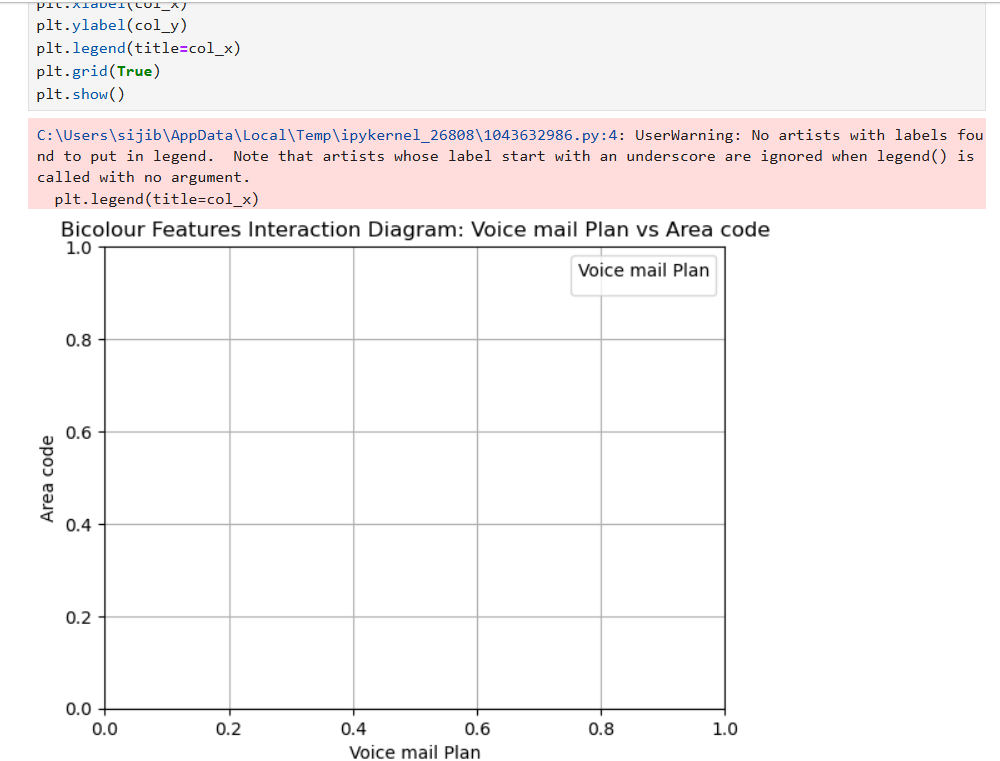 plt.xlabel(col_x)
plt.ylabel(col_y)
plt.legend(title=col_x)
plt.grid(True)
plt.show()
C:\Users\sijib\AppData\Local\Temp\ipykernel_26808\1043632986.py:4: UserWarning: No artists with labels fou
nd to put in legend.  Note that artists whose label start with an underscore are ignored when legend() is
called with no argument.
  plt.legend(title=col_x)
Bicolour Features Interaction Diagram: Voice mail Plan vs Area code
Voice mail Plan
1.0
0.8
0.6
0.4
0.2
0.0
Area code
0.0 0.2 0.4 0.6 0.8 1.0
Voice mail Plan